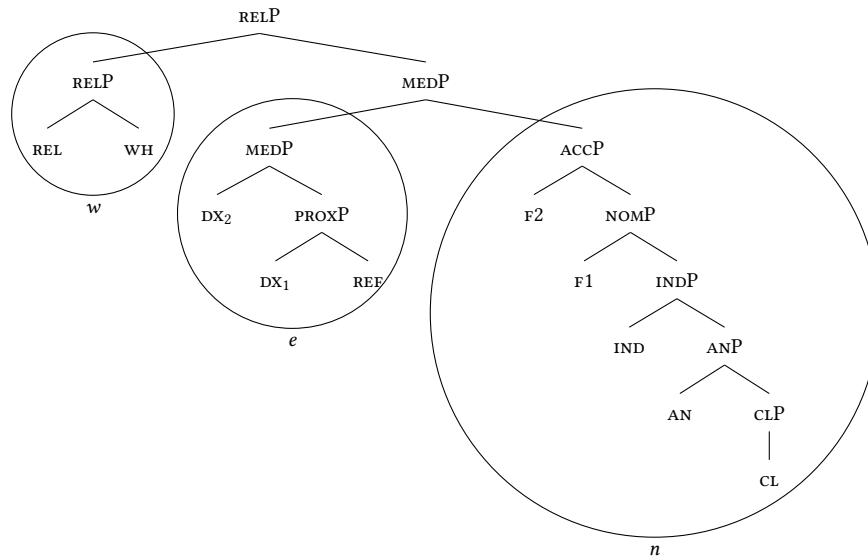 RELP
RELP MEDP
REL WH MEDP ACCP
w DX₂ PROXP F2 NOMP
DX₁ REF F1 INDP
e IND ANP
AN CLP
CL
n